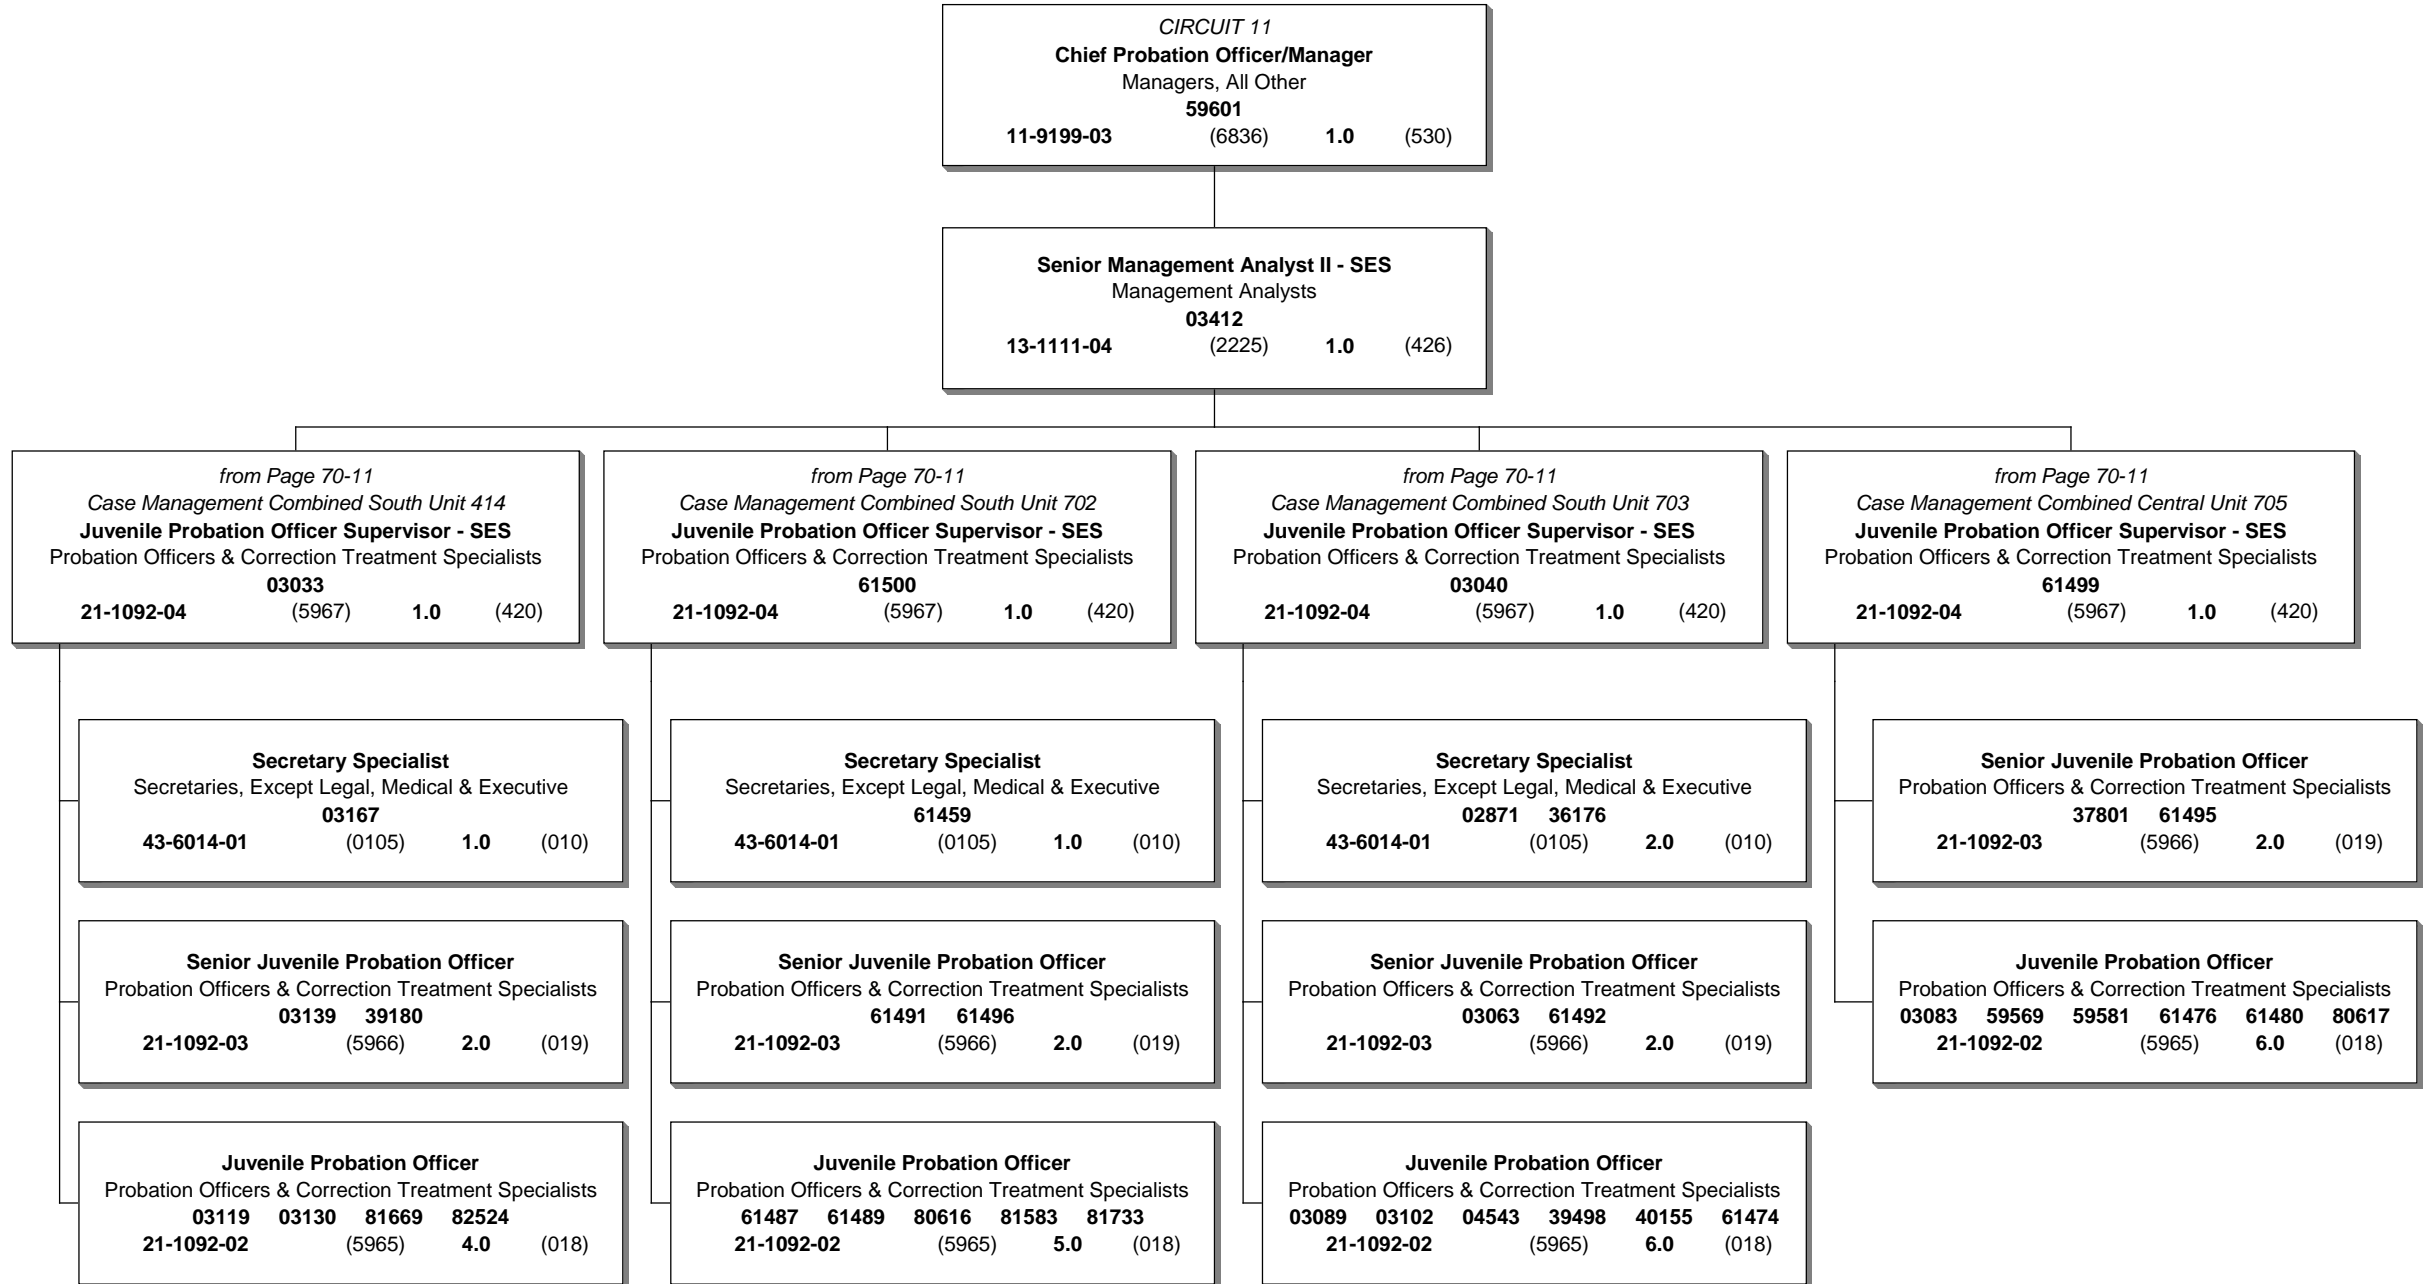 CIRCUIT 11
Chief Probation Officer/Manager
Managers, All Other
59601
11-9199-03 (6836) 1.0 (530)
Senior Management Analyst II - SES
Management Analysts
03412
13-1111-04 (2225) 1.0 (426)
from Page 70-11
Case Management Combined South Unit 414
Juvenile Probation Officer Supervisor - SES
Probation Officers & Correction Treatment Specialists
03033
21-1092-04 (5967) 1.0 (420)
from Page 70-11
Case Management Combined South Unit 702
Juvenile Probation Officer Supervisor - SES
Probation Officers & Correction Treatment Specialists
61500
21-1092-04 (5967) 1.0 (420)
from Page 70-11
Case Management Combined South Unit 703
Juvenile Probation Officer Supervisor - SES
Probation Officers & Correction Treatment Specialists
03040
21-1092-04 (5967) 1.0 (420)
from Page 70-11
Case Management Combined Central Unit 705
Juvenile Probation Officer Supervisor - SES
Probation Officers & Correction Treatment Specialists
61499
21-1092-04 (5967) 1.0 (420)
Secretary Specialist
Secretaries, Except Legal, Medical & Executive
03167
43-6014-01 (0105) 1.0 (010)
Secretary Specialist
Secretaries, Except Legal, Medical & Executive
61459
43-6014-01 (0105) 1.0 (010)
Secretary Specialist
Secretaries, Except Legal, Medical & Executive
02871 36176
43-6014-01 (0105) 2.0 (010)
Senior Juvenile Probation Officer
Probation Officers & Correction Treatment Specialists
37801 61495
21-1092-03 (5966) 2.0 (019)
Senior Juvenile Probation Officer
Probation Officers & Correction Treatment Specialists
03139 39180
21-1092-03 (5966) 2.0 (019)
Senior Juvenile Probation Officer
Probation Officers & Correction Treatment Specialists
61491 61496
21-1092-03 (5966) 2.0 (019)
Senior Juvenile Probation Officer
Probation Officers & Correction Treatment Specialists
03063 61492
21-1092-03 (5966) 2.0 (019)
Juvenile Probation Officer
Probation Officers & Correction Treatment Specialists
03083 59569 59581 61476 61480 80617
21-1092-02 (5965) 6.0 (018)
Juvenile Probation Officer
Probation Officers & Correction Treatment Specialists
03119 03130 81669 82524
21-1092-02 (5965) 4.0 (018)
Juvenile Probation Officer
Probation Officers & Correction Treatment Specialists
61487 61489 80616 81583 81733
21-1092-02 (5965) 5.0 (018)
Juvenile Probation Officer
Probation Officers & Correction Treatment Specialists
03089 03102 04543 39498 40155 61474
21-1092-02 (5965) 6.0 (018)